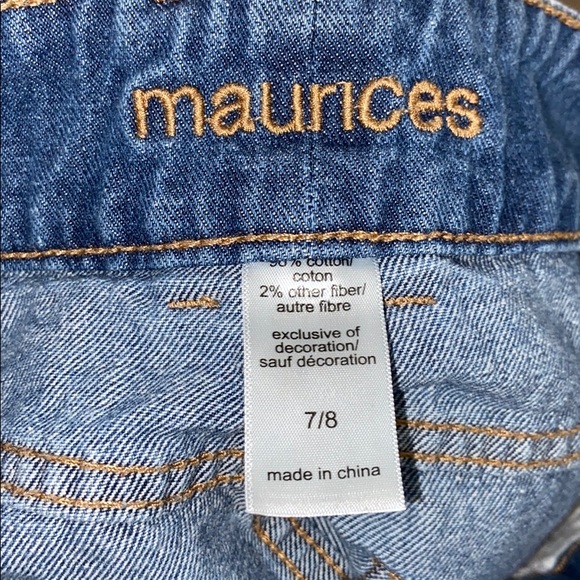 maurices
cotton/
coton
2% other fiber/
autre fibre
exclusive of
decoration/
sauf décoration
7/8
made in china